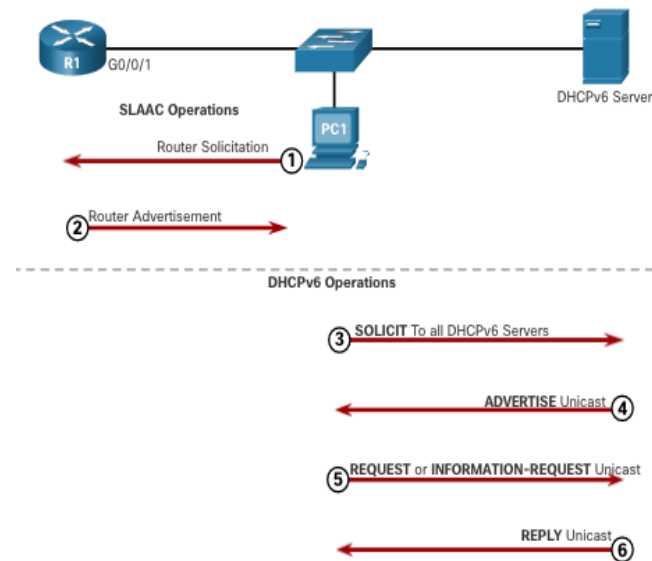 R1
G0/0/1
DHCPv6 Server
SLAAC Operations
PC1
Router Solicitation
1
Router Advertisement
2
DHCPv6 Operations
SOLICIT To all DHCPv6 Servers
3
ADVERTISE Unicast
4
REQUEST or INFORMATION-REQUEST Unicast
5
REPLY Unicast
6